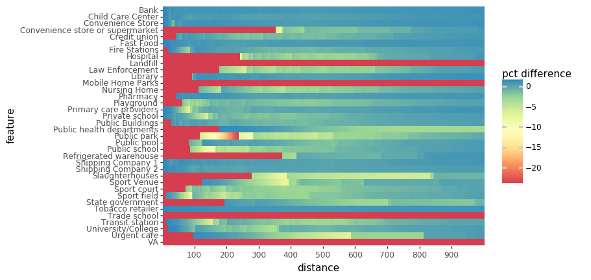 Bank
Child Care Center
Convenience Store
Convenience store or supermarket
Credit union
Fast Food
Fire Stations
Hospital
Landfill
Law Enforcement
Library
Mobile Home Parks
Nursing Home
Pharmacy
Playground
Primary care providers
Private school
Public Buildings
Public health departments
Public park
Public pool
Public school
Refrigerated warehouse
Shipping Company 1
Shipping Company 2
Slaughterhouses
Sport Venue
Sport court
Sport field
State government
Tobacco retailer
Trade school
Transit station
University/College
Urgent care
VA
feature
100 200 300 400 500 600 700 800 900
distance
pct difference
0
−5
−10
−15
−20